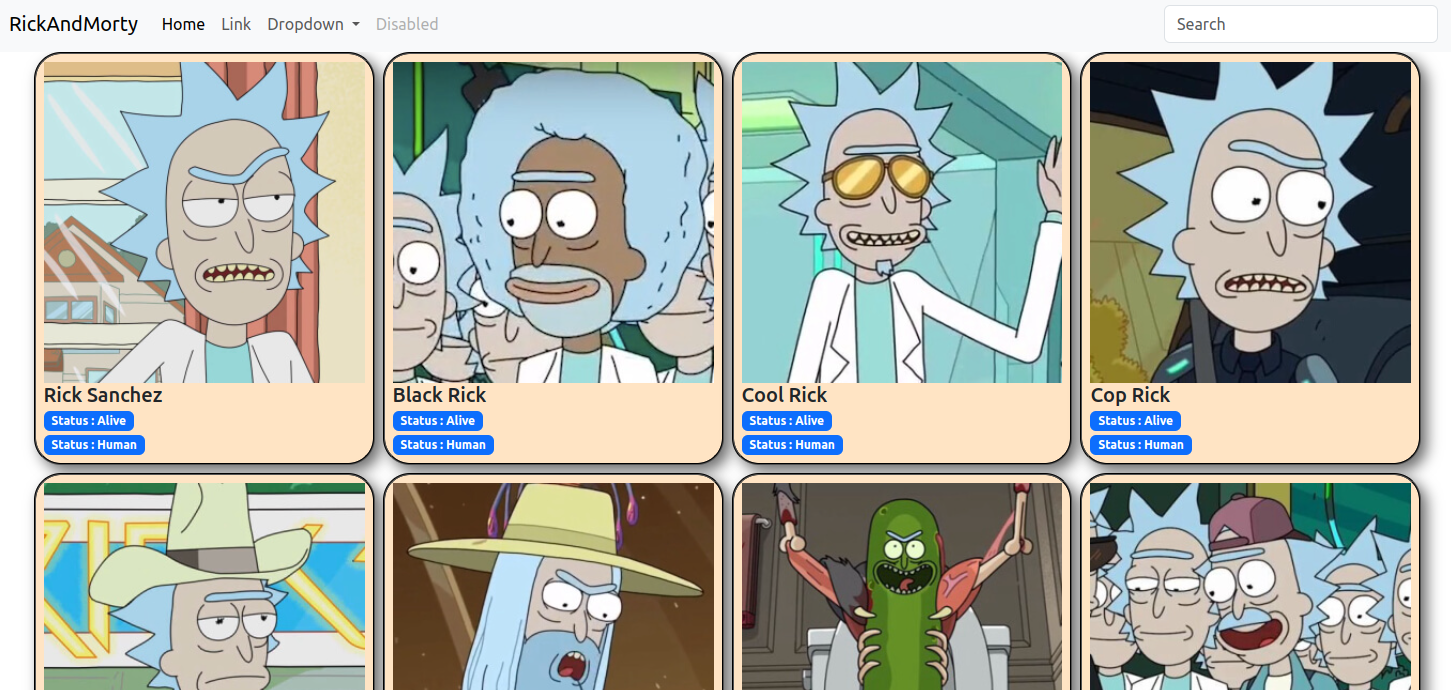 RickAndMorty Home Link Dropdown Disabled Search
Rick Sanchez
Status : Alive
Status : Human
Black Rick
Status : Alive
Status : Human
Cool Rick
Status : Alive
Status : Human
Cop Rick
Status : Alive
Status : Human